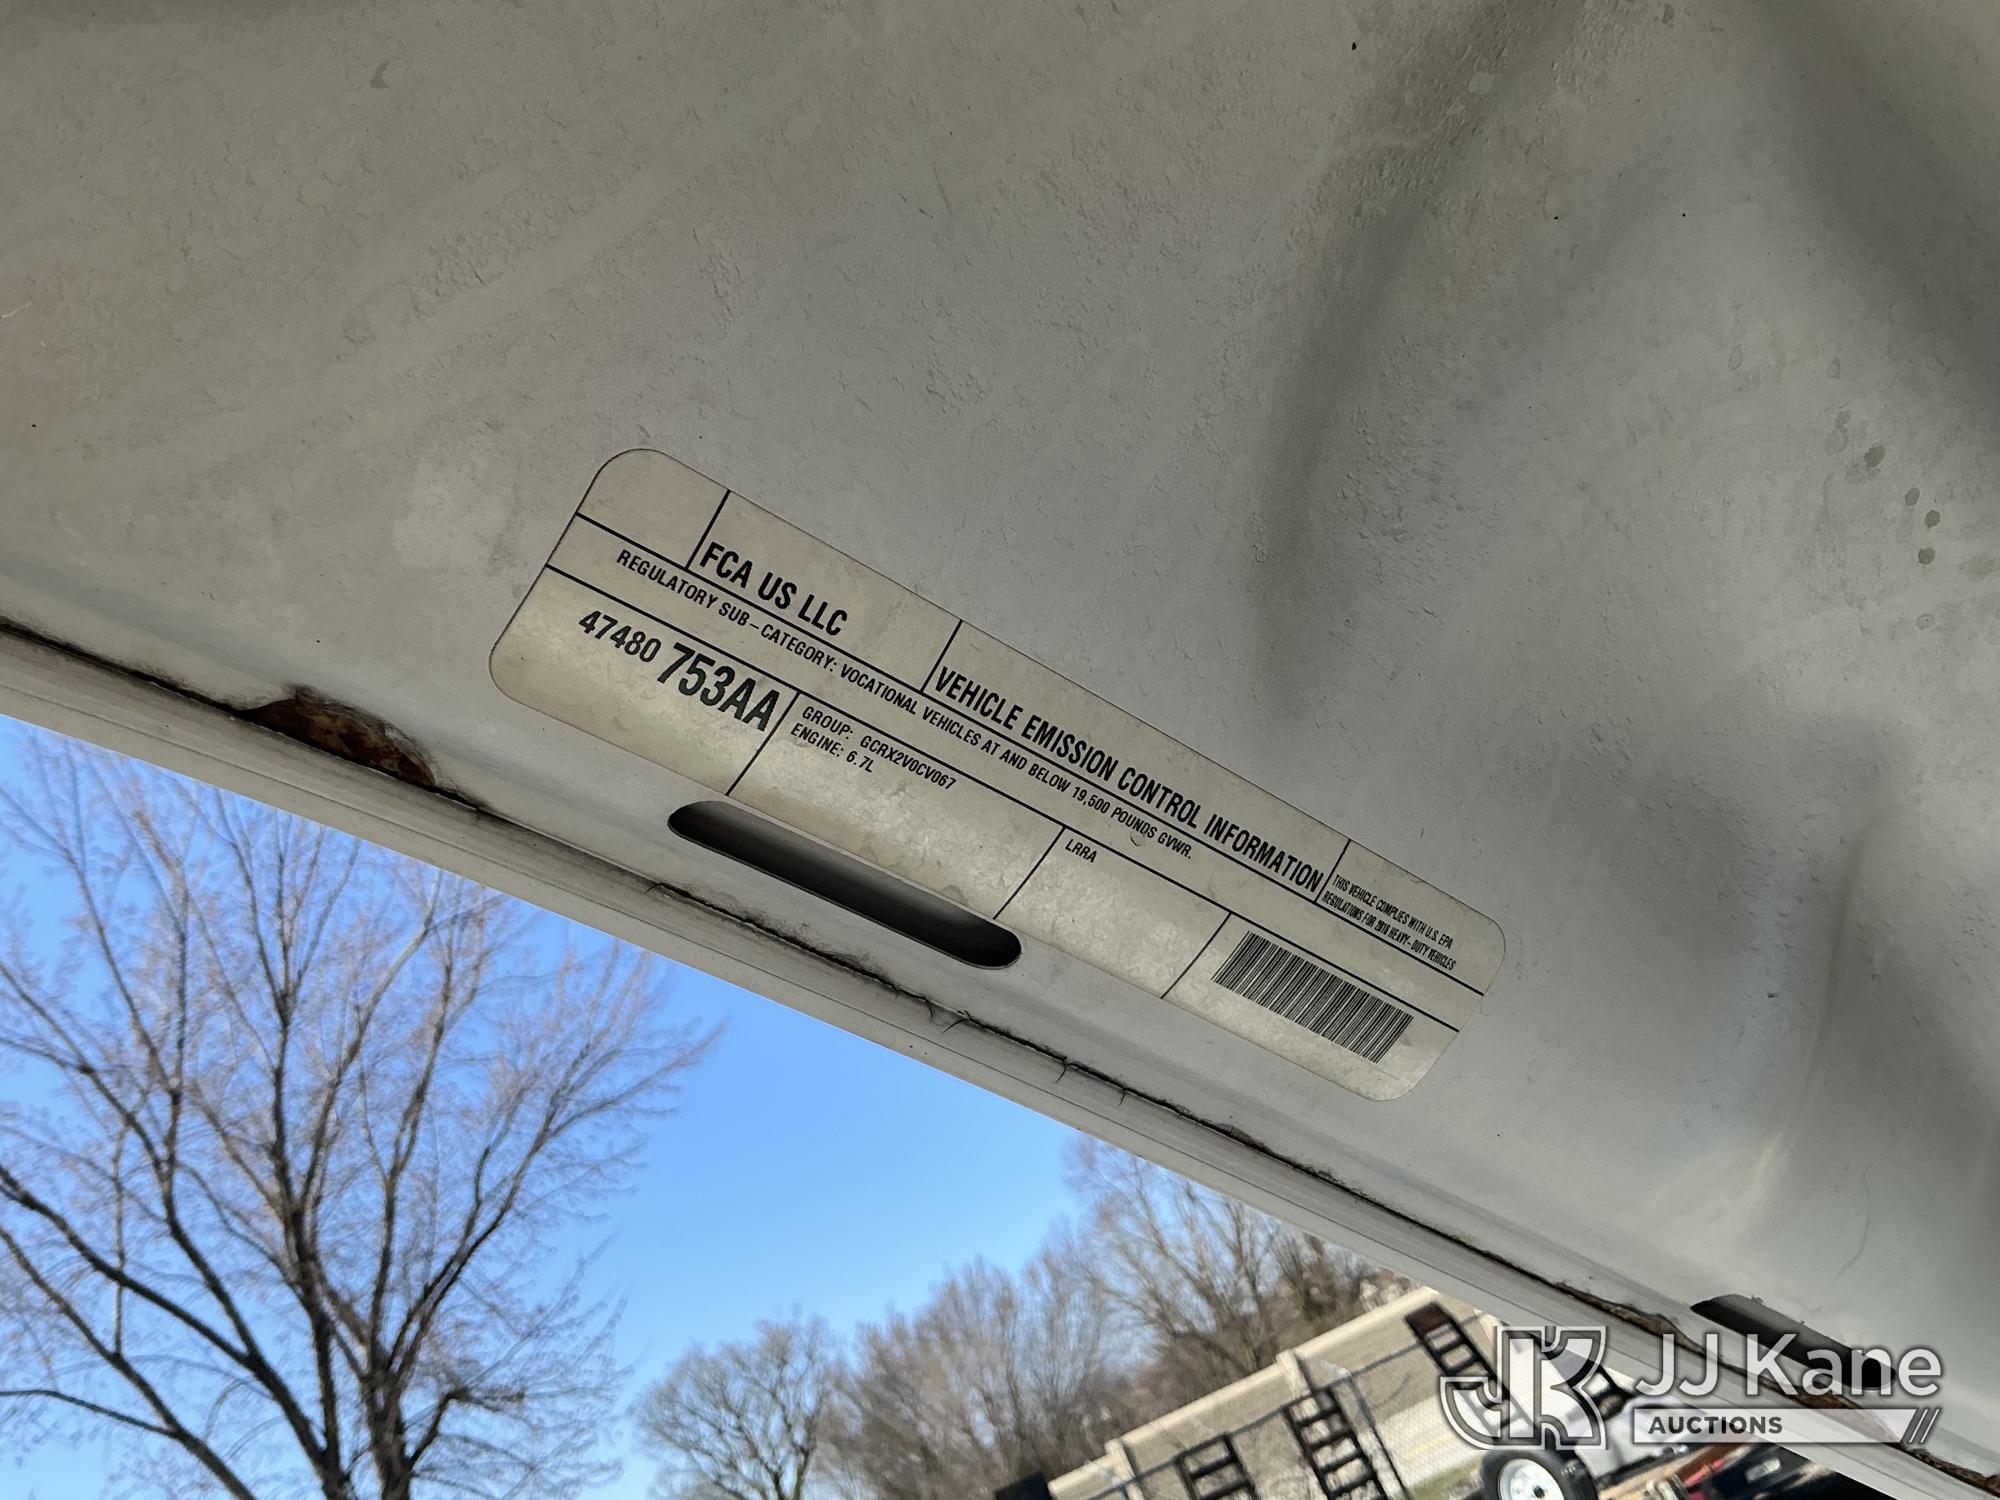 FCA US LLC
VEHICLE EMISSION CONTROL INFORMATION
THIS VEHICLE COMPLIES WITH U.S. EPA
REGULATIONS FOR 2016 HEAVY-DUTY VEHICLES
REGULATORY SUB-CATEGORY: VOCATIONAL VEHICLES AT AND BELOW 19,500 POUNDS GVWR.
47480 753AA
GROUP: GCRX2V0CV067
ENGINE: 6.7L
LRRA
JJ Kane
AUCTIONS